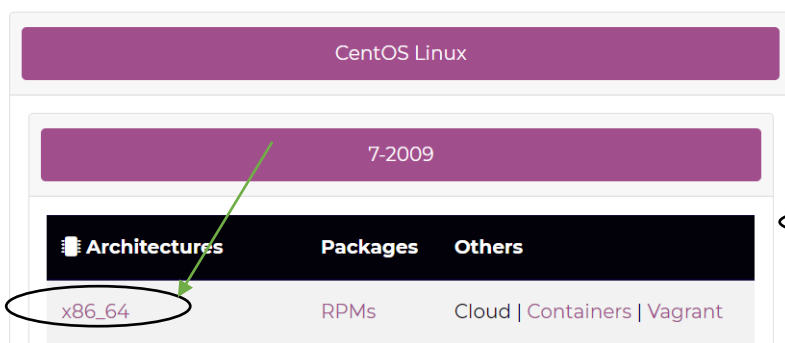 CentOS Linux
7-2009
Architectures Packages Others
x86_64 RPMs Cloud | Containers | Vagrant